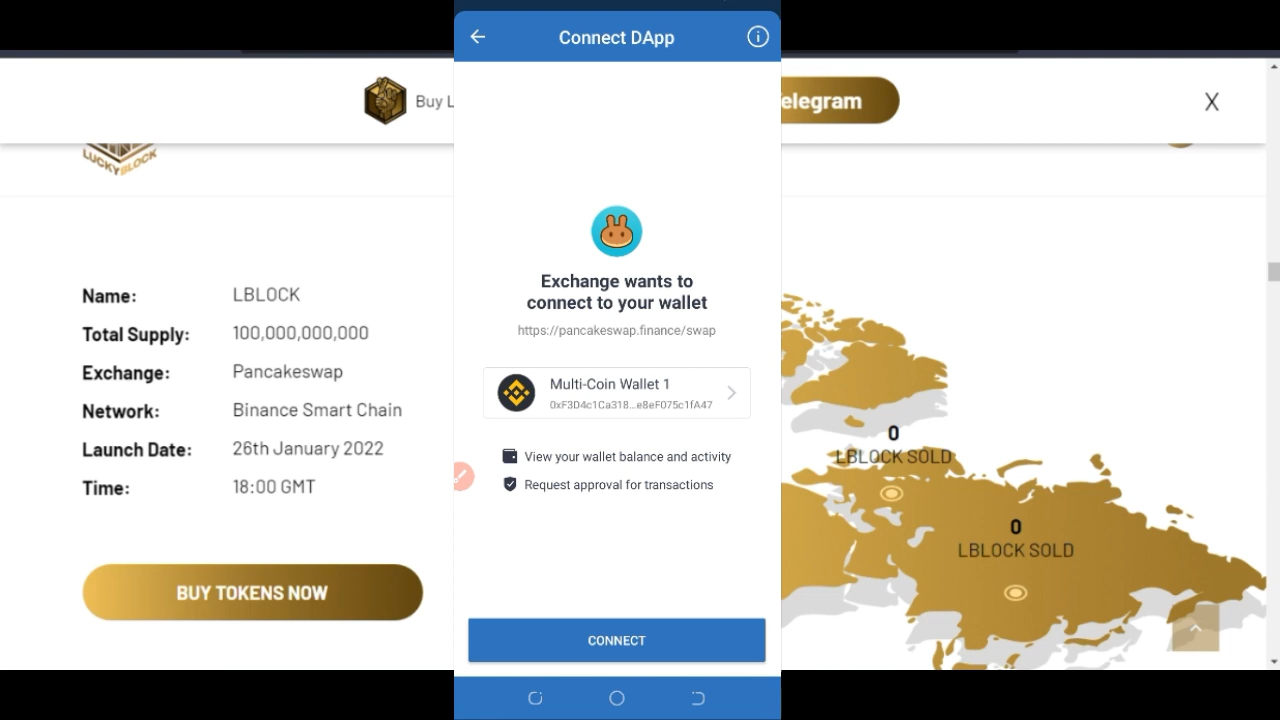 Connect DApp
Buy L
elegram
X
LUCKYBLOCK
Name: LBLOCK
Total Supply: 100,000,000,000
Exchange: Pancakeswap
Network: Binance Smart Chain
Launch Date: 26th January 2022
Time: 18:00 GMT
BUY TOKENS NOW
Exchange wants to
connect to your wallet
https://pancakeswap.finance/swap
Multi-Coin Wallet 1
0xF3D4c1Ca318...e8eF075c1fA47
View your wallet balance and activity
Request approval for transactions
CONNECT
0
LBLOCK SOLD
0
LBLOCK SOLD